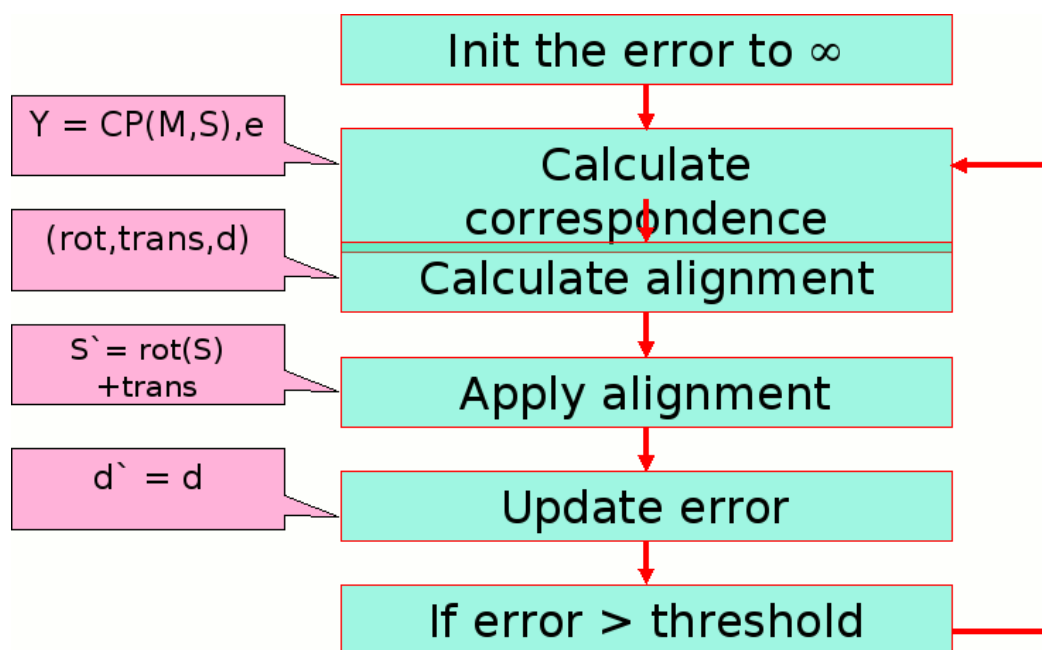 Init the error to ∞
Y = CP(M,S),e
Calculate
correspondence
(rot,trans,d)
Calculate alignment
S`= rot(S)
+trans
Apply alignment
d` = d
Update error
If error > threshold